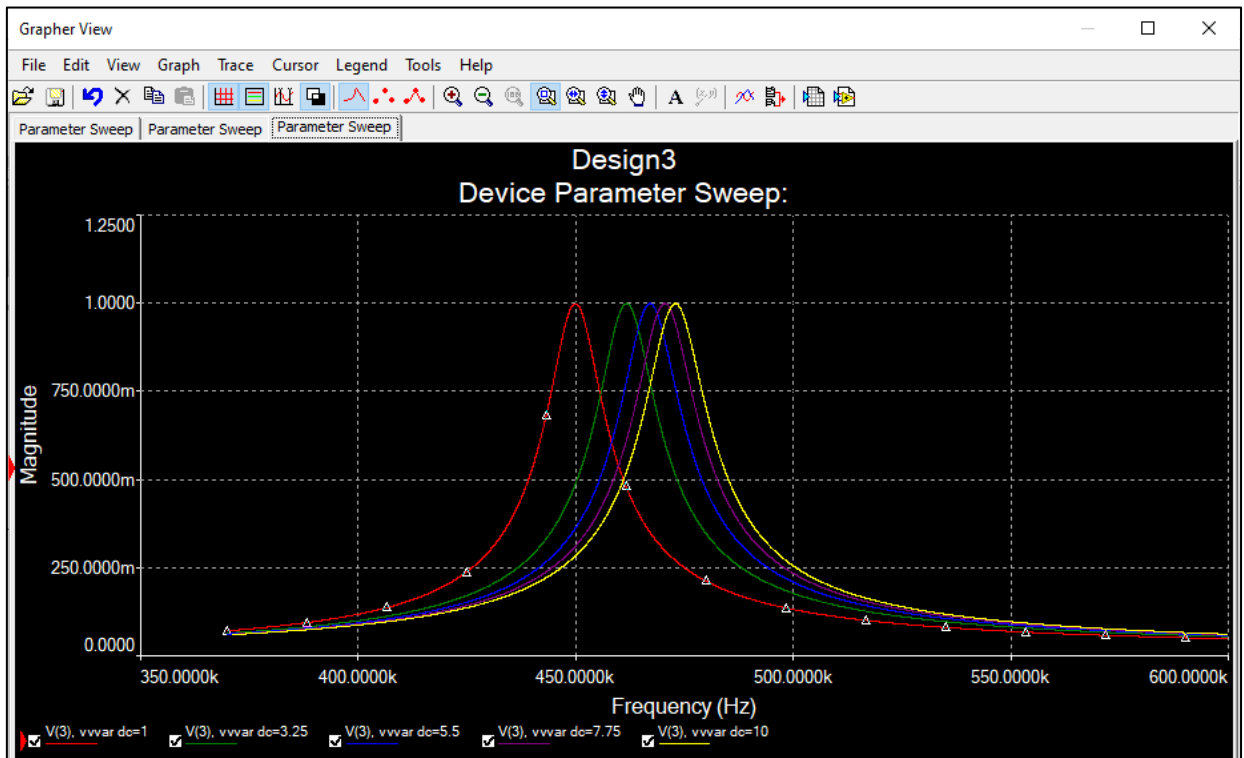 Grapher View
File Edit View Graph Trace Cursor Legend Tools Help
A (x,y)
Parameter Sweep Parameter Sweep Parameter Sweep
Design3
Device Parameter Sweep:
1.2500
1.0000
750.0000m
500.0000m
250.0000m
0.0000
Magnitude
350.0000k 400.0000k 450.0000k 500.0000k 550.0000k 600.0000k
Frequency (Hz)
V(3), vvvar dc=1 V(3), vvvar dc=3.25 V(3), vvvar dc=5.5 V(3), vvvar dc=7.75 V(3), vvvar dc=10